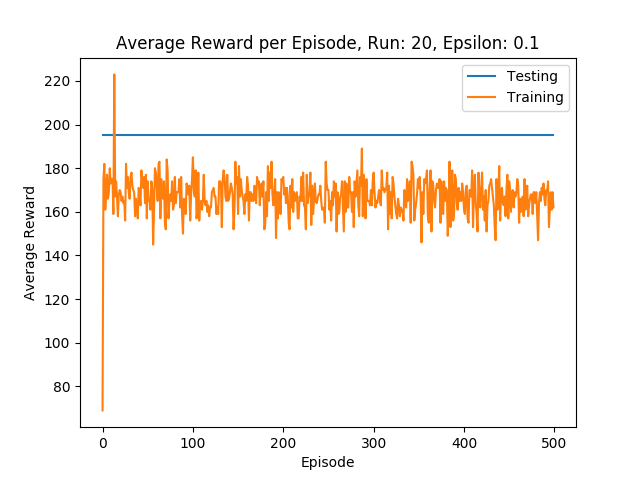 Average Reward per Episode, Run: 20, Epsilon: 0.1
Testing
Training
Average Reward
220
200
180
160
140
120
100
80
0 100 200 300 400 500
Episode